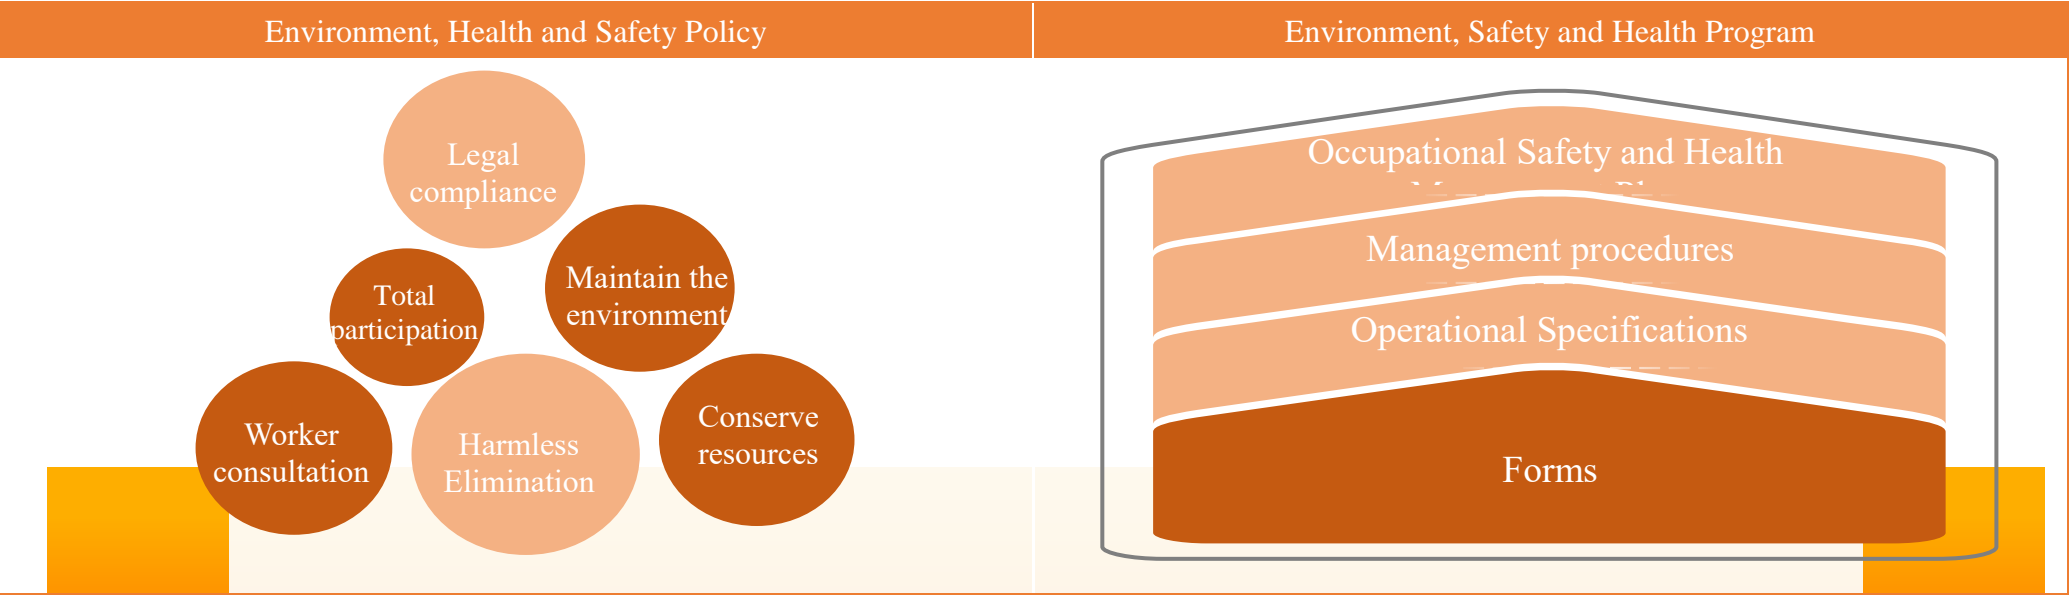 Environment, Health and Safety Policy
Environment, Safety and Health Program
Legal
compliance
Total
participation
Maintain the
environment
Worker
consultation
Harmless
Elimination
Conserve
resources
Occupational Safety and Health
Management procedures
Operational Specifications
Forms